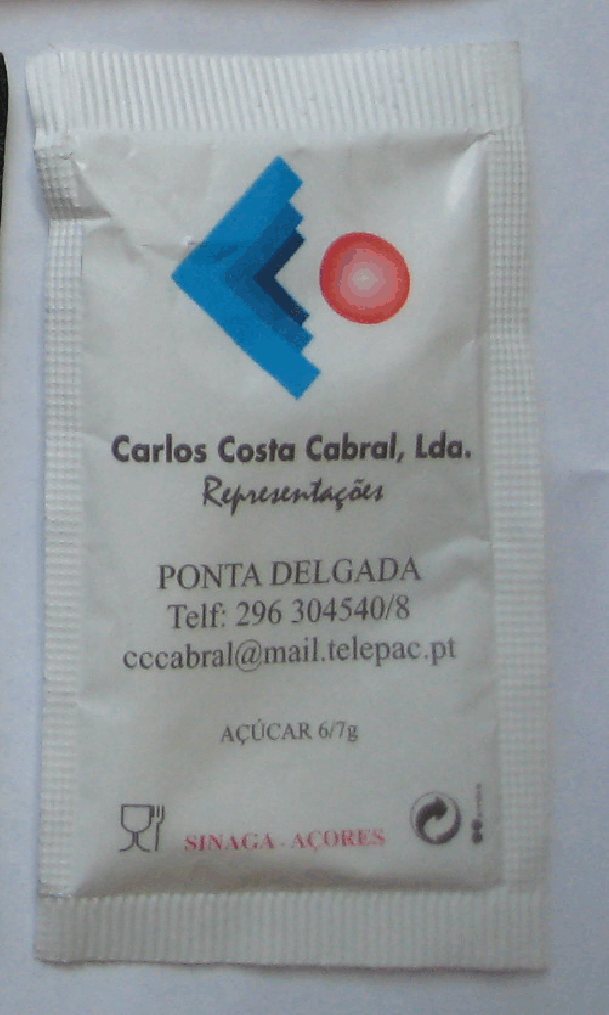 Carlos Costa Cabral, Lda.
Representações
PONTA DELGADA
Telf: 296 304540/8
cccabral@mail.telepac.pt
AÇÚCAR 6/7g
SINAGA - AÇORES